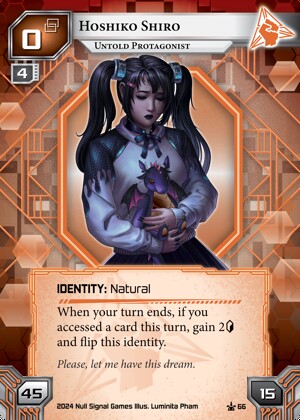 0
HOSHIKO SHIRO
UNTOLD PROTAGONIST
4
IDENTITY: Natural
When your turn ends, if you
accessed a card this turn, gain 2
and flip this identity.
Please, let me have this dream.
45
2024 Null Signal Games Illus. Luminita Pham
66
15